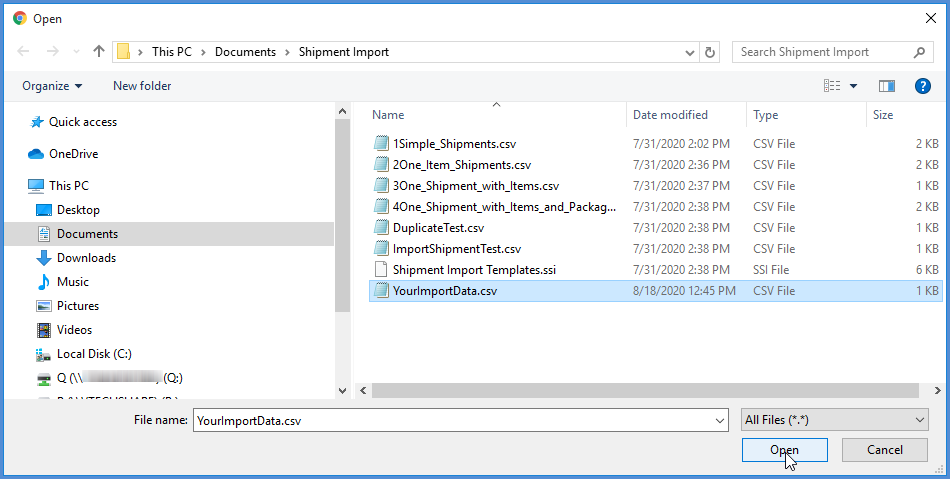 Open
This PC > Documents > Shipment Import
Search Shipment Import
Organize
New folder
Quick access
OneDrive
This PC
Desktop
Documents
Downloads
Music
Pictures
Videos
Local Disk (C:)
Q (\\ (Q:)
Name Date modified Type Size
1Simple_Shipments.csv 7/31/2020 2:02 PM CSV File 2 KB
2One_Item_Shipments.csv 7/31/2020 2:36 PM CSV File 2 KB
3One_Shipment_with_Items.csv 7/31/2020 2:37 PM CSV File 1 KB
4One_Shipment_with_Items_and_Packag... 7/31/2020 2:38 PM CSV File 2 KB
DuplicateTest.csv 7/31/2020 2:38 PM CSV File 1 KB
ImportShipmentTest.csv 7/31/2020 2:38 PM CSV File 1 KB
Shipment Import Templates.ssi 7/31/2020 2:38 PM SSI File 6 KB
YourImportData.csv 8/18/2020 12:45 PM CSV File 1 KB
File name: YourImportData.csv
All Files (*.*)
Open
Cancel